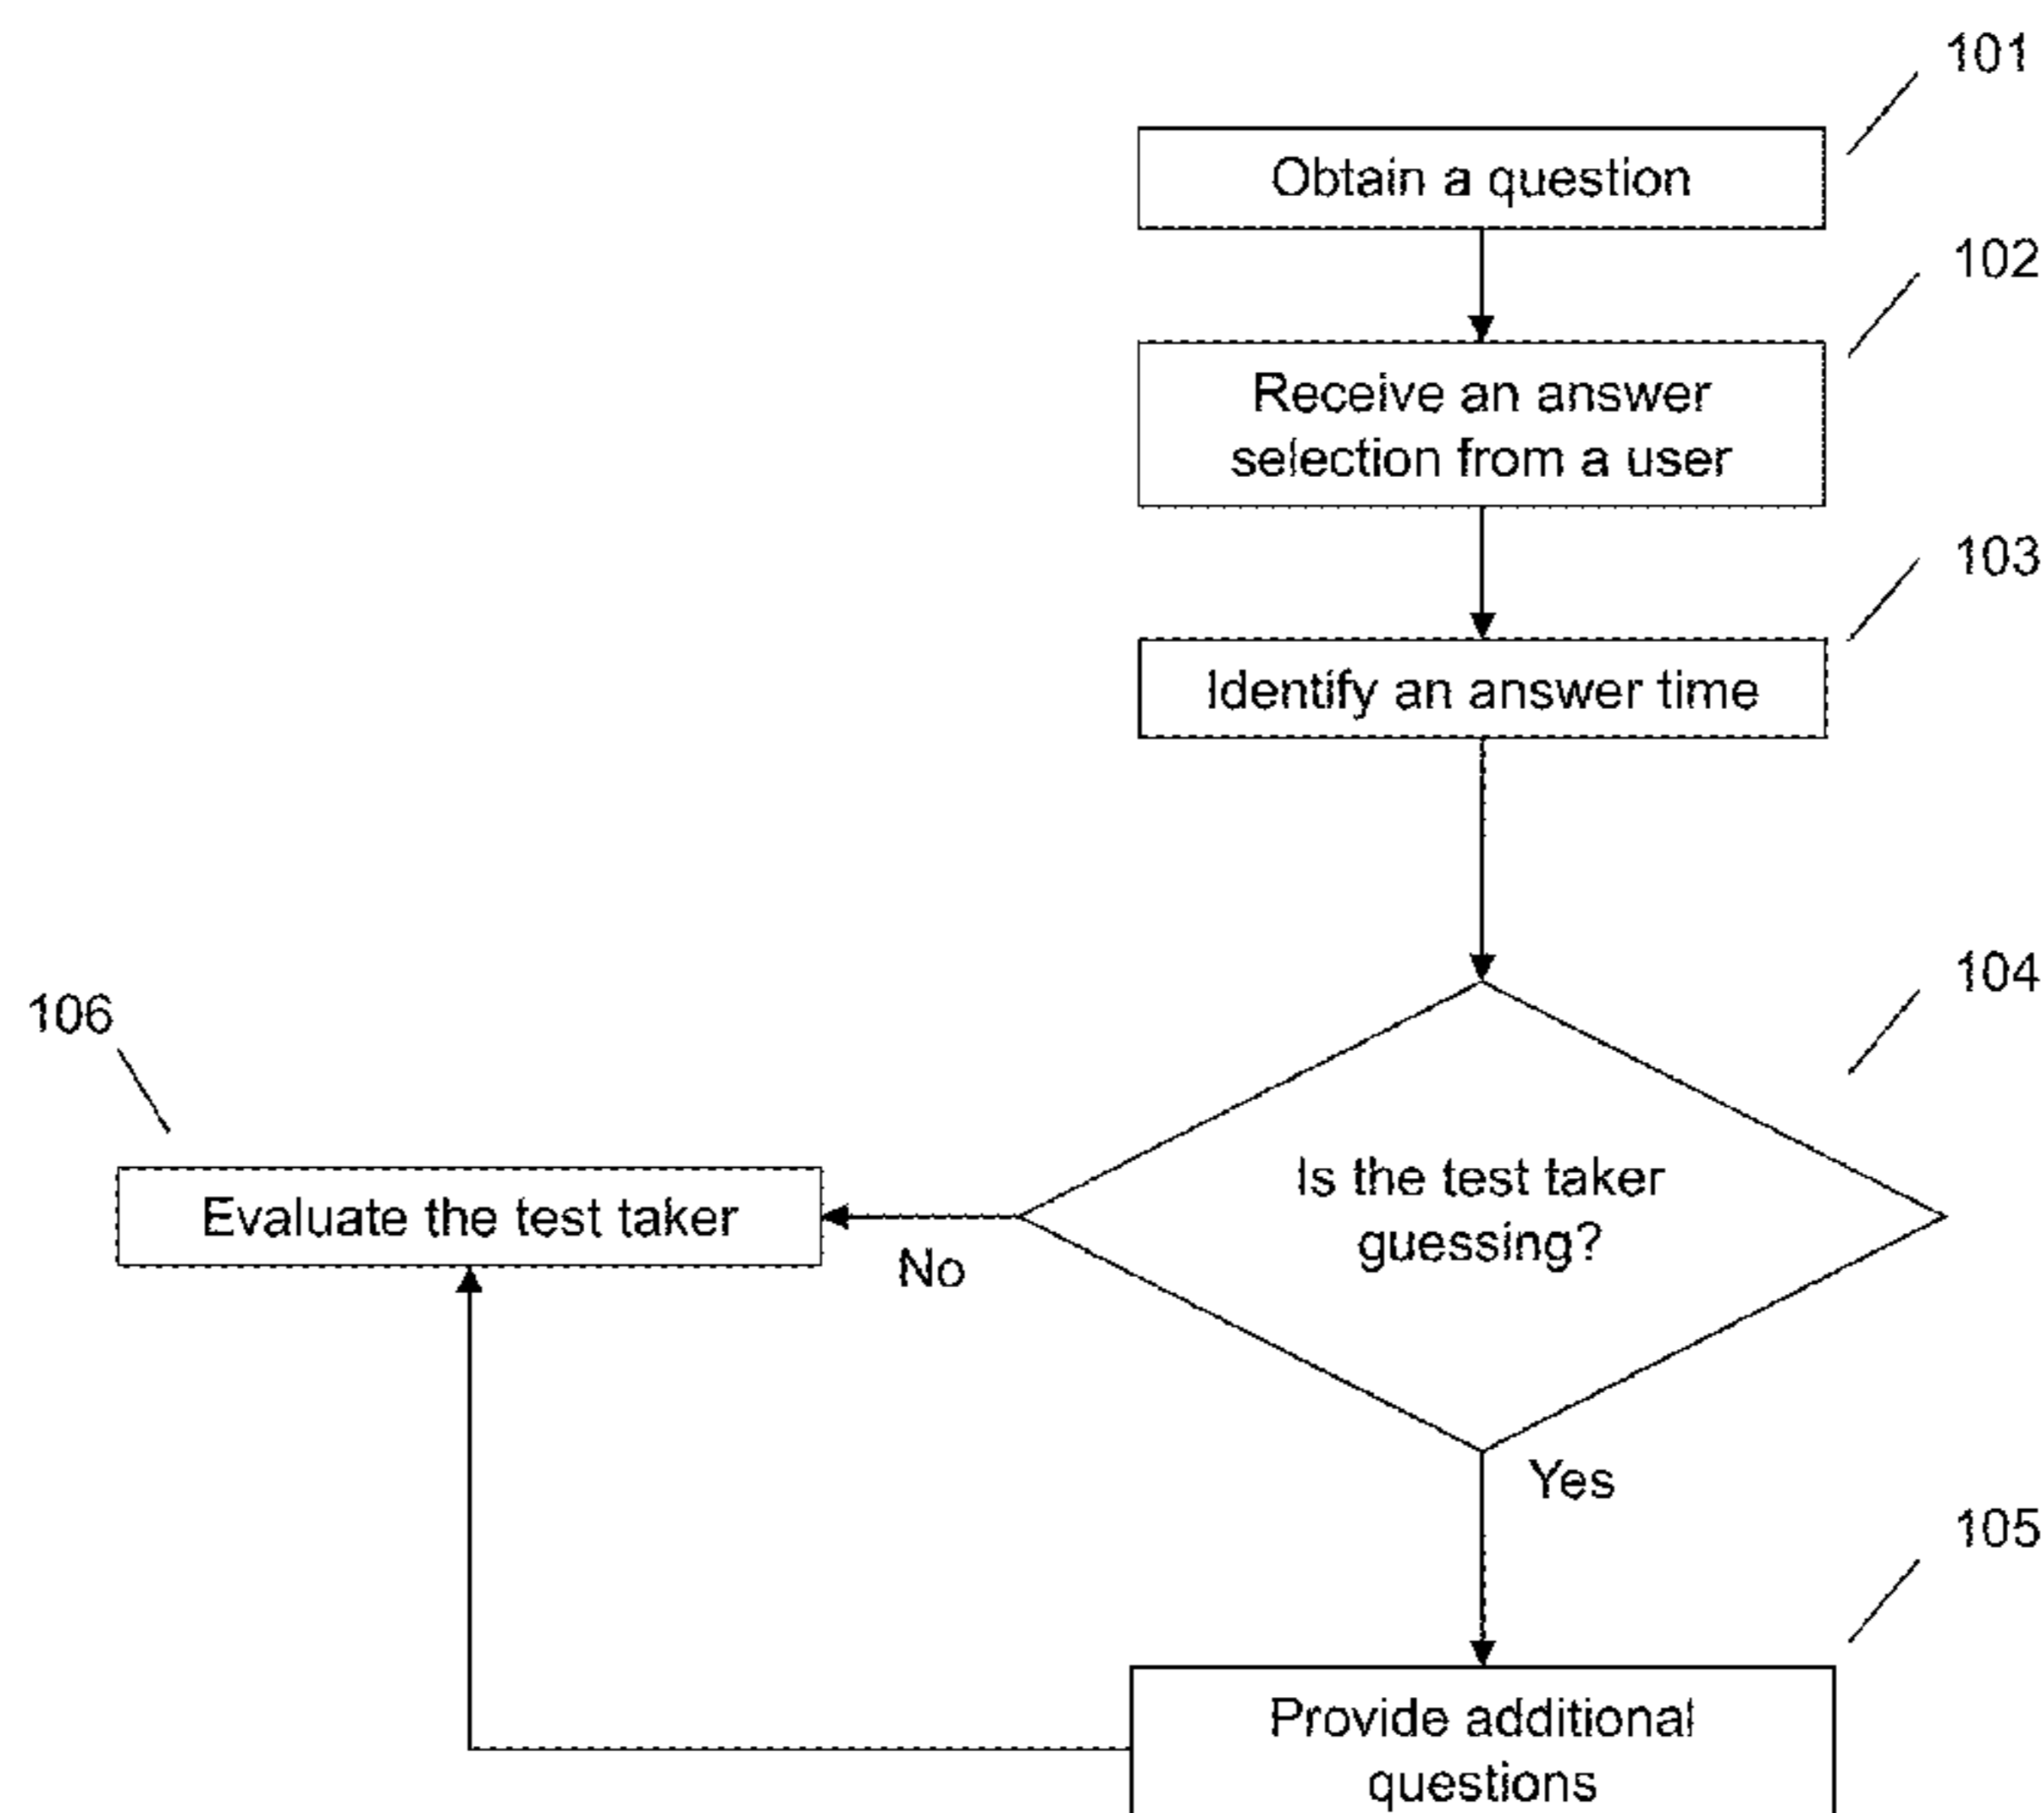 101
Obtain a question
102
Receive an answer
selection from a user
103
Identify an answer time
104
Is the test taker
guessing?
106
Evaluate the test taker
No
Yes
105
Provide additional
questions